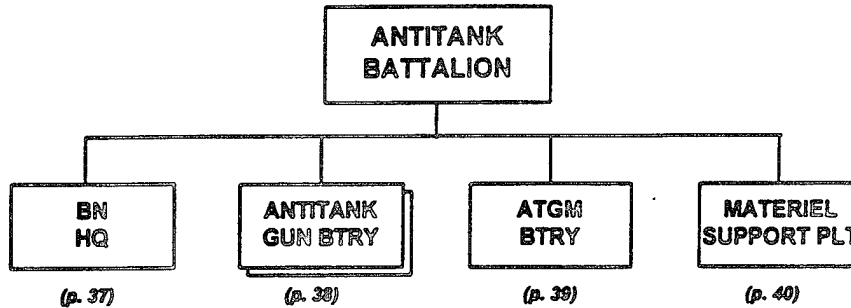 ANTITANK
BATTALION
BN
HQ
(p. 37)
ANTITANK
GUN BTRY
(p. 38)
ATGM
BTRY
(p. 39)
MATERIEL
SUPPORT PLT
(p. 40)